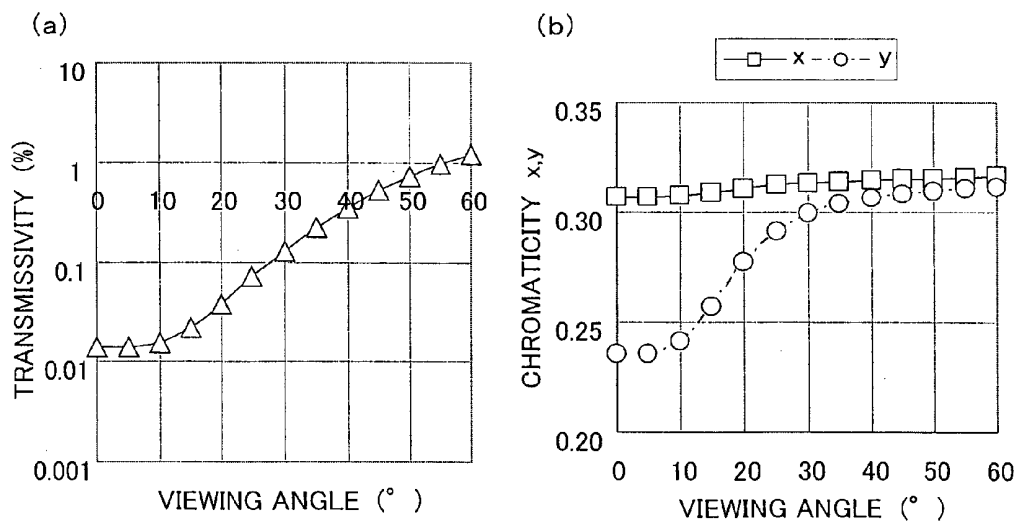 (a)
10
1
0.1
0.01
0.001
0 10 20 30 40 50 60
TRANSMISSIVITY (%)
VIEWING ANGLE (° )
(b)
x y
0.35
0.30
0.25
0.20
0 10 20 30 40 50 60
CHROMATICITY x,y
VIEWING ANGLE (° )